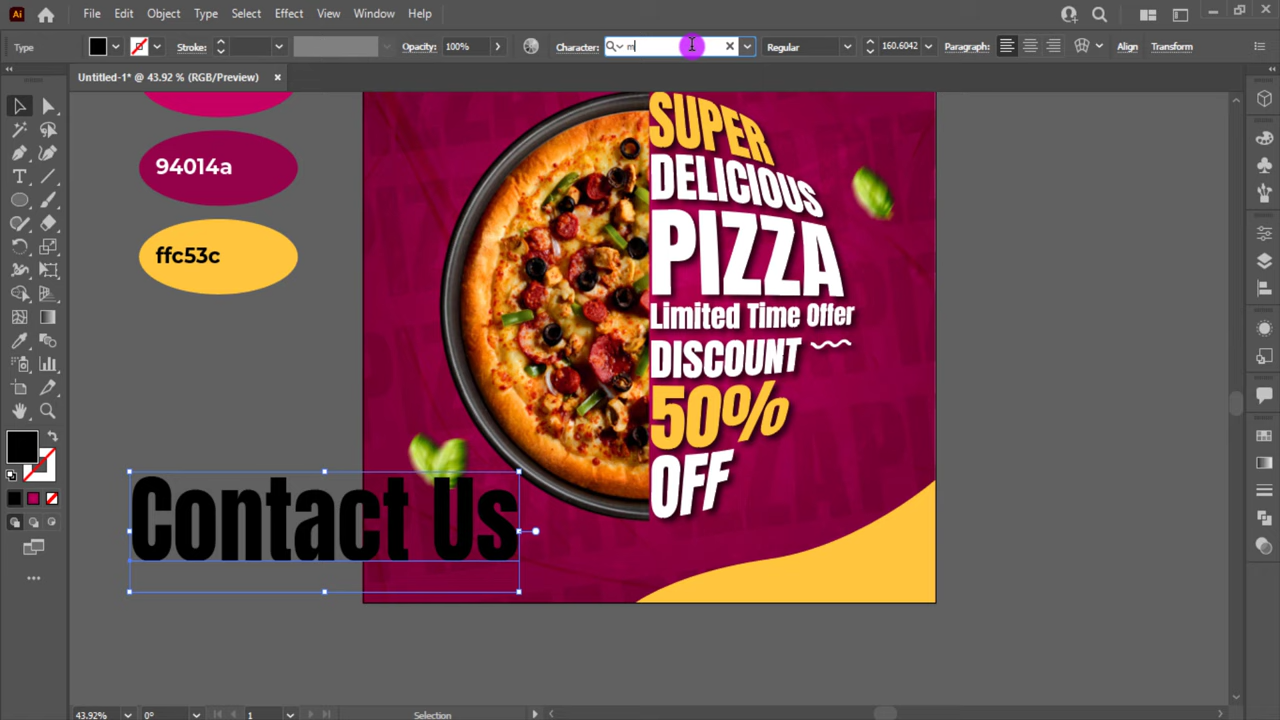 Ai File Edit Object Type Select Effect View Window Help
Type Stroke: Opacity: 100% Character: m Regular 160.6042 Paragraph: Align Transform
Untitled-1* @ 43.92 % (RGB/Preview)
94014a
ffc53c
SUPER
DELICIOUS
PIZZA
Limited Time Offer
DISCOUNT
50%
OFF
Contact Us
43.92% 0° 1 Selection